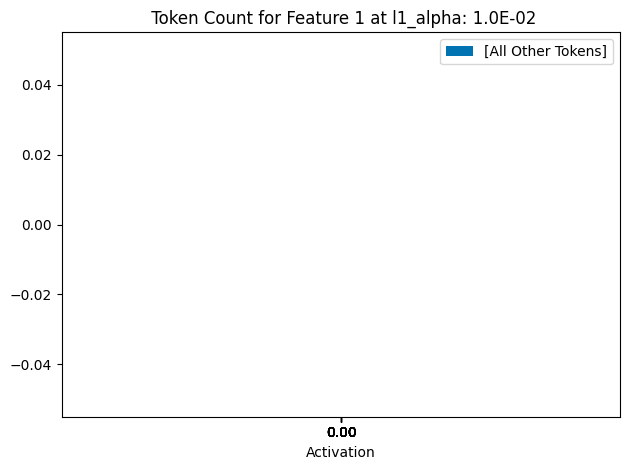 Token Count for Feature 1 at l1_alpha: 1.0E-02
[All Other Tokens]
0.04
0.02
0.00
−0.02
−0.04
0.00
Activation